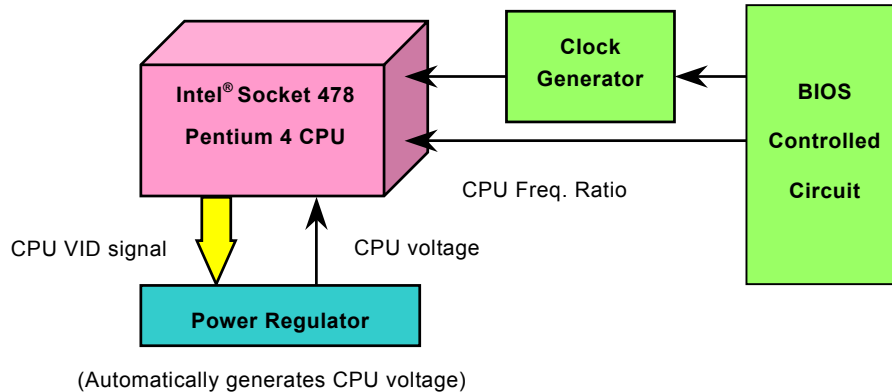 Intel® Socket 478
Pentium 4 CPU
Clock
Generator
BIOS
Controlled
Circuit
CPU Freq. Ratio
CPU VID signal
CPU voltage
Power Regulator
(Automatically generates CPU voltage)